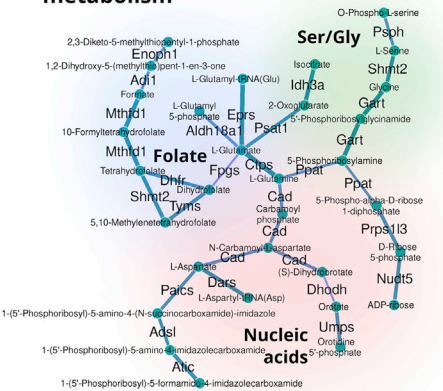 metabolism
O-Phospho-L-serine
Psph
Ser/Gly
2,3-Diketo-5-methylthiopentyl-1-phosphate
L-Serine
Enoph1
1,2-Dihydroxy-5-(methylthio)pent-1-en-3-one
Isocitrate
Shmt2
Adi1
L-Glutamyl-tRNA(Glu)
Idh3a
Glycine
Formate
L-Glutamyl
5-phosphate
2-Oxoglutarate
Gart
Mthfd1
Eprs
5'-Phosphoribosylglycinamide
Aldh18a1
Psat1
10-Formyltetrahydrofolate
Gart
Mthfd1
Folate
L-Glutamate
Tetrahydrofolate
Fpgs
Ctps
5-Phosphoribosylamine
Dhfr
L-Glutamine
Ppat
Ppat
Dihydrofolate
Shmt2
Tyms
Cad
5-Phospho-alpha-D-ribose
1-diphosphate
Carbamoyl
phosphate
5,10-Methylenetetrahydrofolate
Cad
Prps1l3
N-Carbamoyl-L-aspartate
D-Ribose
5-phosphate
Cad
Cad
L-Aspartate
(S)-Dihydroorotate
Nudt5
Dars
Paics
L-Aspartyl-tRNA(Asp)
Dhodh
Orotate
ADP-ribose
1-(5'-Phosphoribosyl)-5-amino-4-(N-succinocarboxamide)-imidazole
Adsl
Nucleic
acids
Umps
Orotidine
5'-phosphate
1-(5'-Phosphoribosyl)-5-amino-4-imidazolecarboxamide
Atic
1-(5'-Phosphoribosyl)-5-formamido-4-imidazolecarboxamide